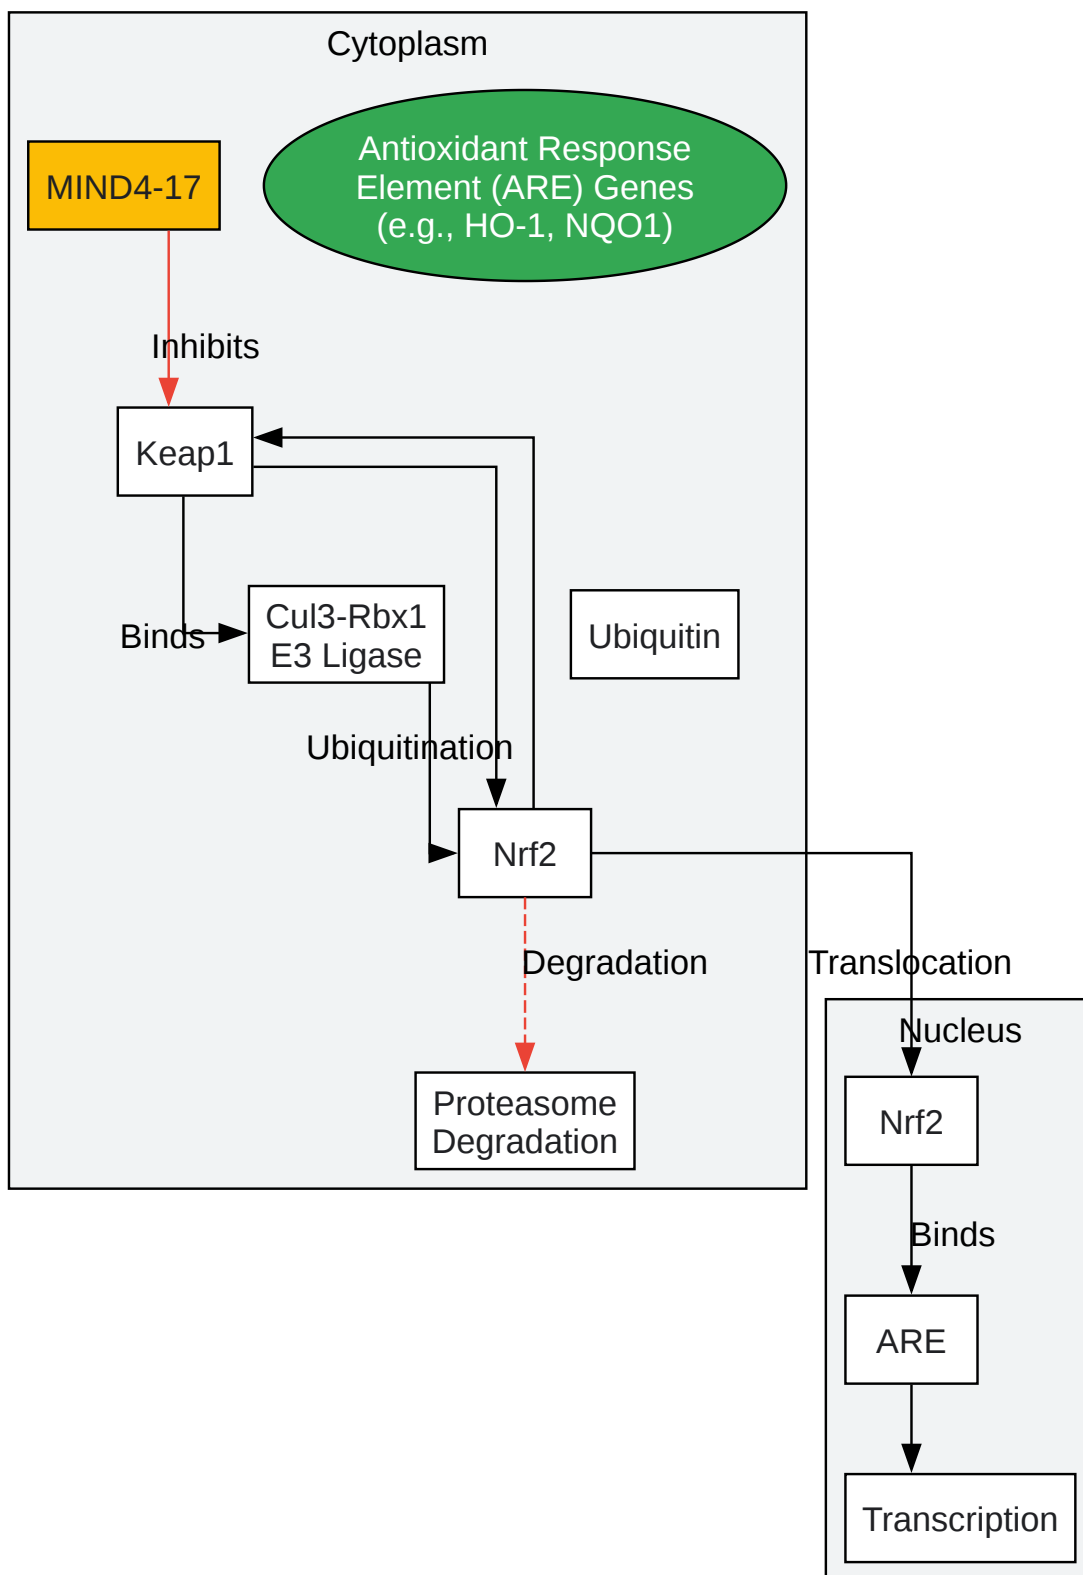 Cytoplasm
MIND4-17
Antioxidant Response
Element (ARE) Genes
(e.g., HO-1, NQO1)
Inhibits
Keap1
Binds
Cul3-Rbx1
E3 Ligase
Ubiquitin
Ubiquitination
Nrf2
Degradation
Translocation
Nucleus
Proteasome
Degradation
Nrf2
Binds
ARE
Transcription